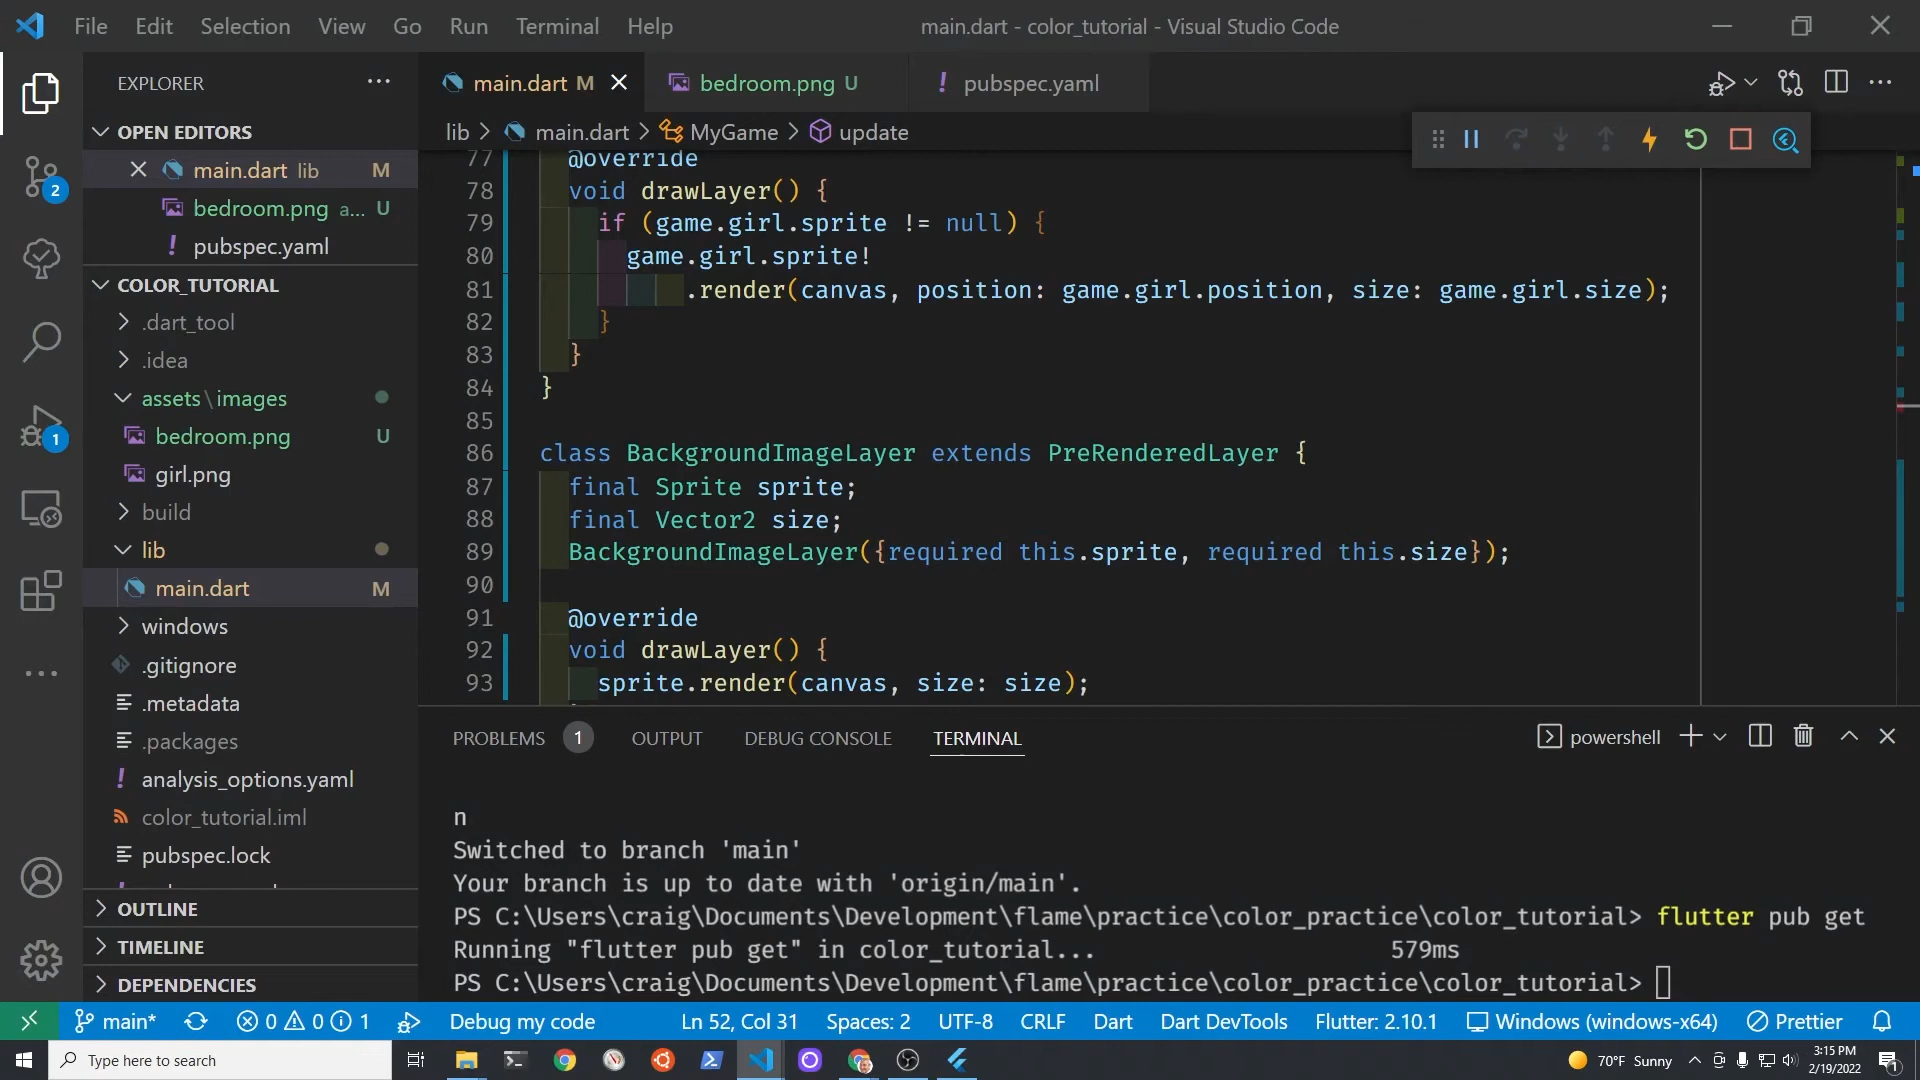 File Edit Selection View Go Run Terminal Help
main.dart - color_tutorial - Visual Studio Code
EXPLORER
OPEN EDITORS
main.dart lib M
bedroom.png a... U
pubspec.yaml
COLOR_TUTORIAL
.dart_tool
.idea
assets\images
bedroom.png U
girl.png
build
lib
main.dart M
windows
.gitignore
.metadata
.packages
analysis_options.yaml
color_tutorial.iml
pubspec.lock
OUTLINE
TIMELINE
DEPENDENCIES
2
1
main.dart M
bedroom.png U
! pubspec.yaml
lib > main.dart > MyGame > update
77 @override
78 void drawLayer() {
79 if (game.girl.sprite != null) {
80 game.girl.sprite!
81 .render(canvas, position: game.girl.position, size: game.girl.size);
82 }
83 }
84 }
85
86 class BackgroundImageLayer extends PreRenderedLayer {
87 final Sprite sprite;
88 final Vector2 size;
89 BackgroundImageLayer({required this.sprite, required this.size});
90
91 @override
92 void drawLayer() {
93 sprite.render(canvas, size: size);
PROBLEMS 1 OUTPUT DEBUG CONSOLE TERMINAL
powershell
n
Switched to branch 'main'
Your branch is up to date with 'origin/main'.
PS C:\Users\craig\Documents\Development\flame\practice\color_practice\color_tutorial> flutter pub get
Running "flutter pub get" in color_tutorial... 579ms
PS C:\Users\craig\Documents\Development\flame\practice\color_practice\color_tutorial>
main* 0 0 1 Debug my code Ln 52, Col 31 Spaces: 2 UTF-8 CRLF Dart Dart DevTools Flutter: 2.10.1 Windows (windows-x64) Prettier
Type here to search
70°F Sunny
3:15 PM
2/19/2022
1